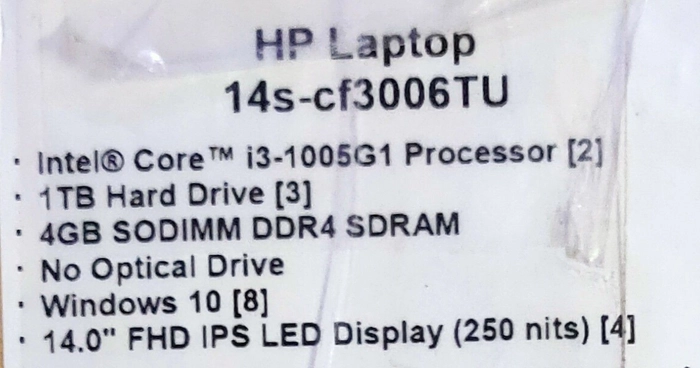 HP Laptop
14s-cf3006TU
· Intel® Core™ i3-1005G1 Processor [2]
· 1TB Hard Drive [3]
· 4GB SODIMM DDR4 SDRAM
· No Optical Drive
· Windows 10 [8]
· 14.0" FHD IPS LED Display (250 nits) [4]